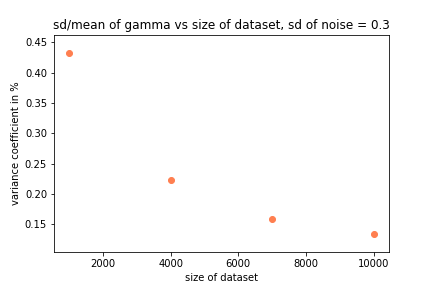 sd/mean of gamma vs size of dataset, sd of noise = 0.3
0.45
0.40
0.35
0.30
0.25
0.20
0.15
variance coefficient in %
2000 4000 6000 8000 10000
size of dataset